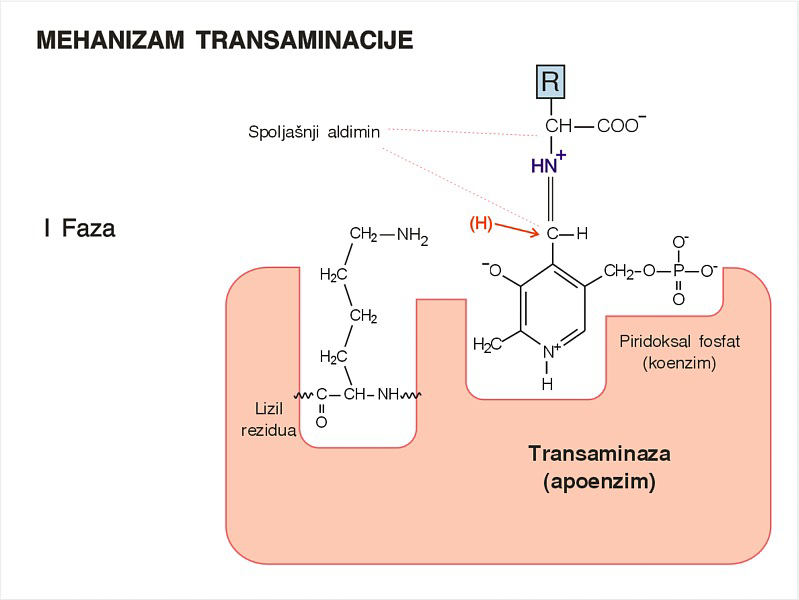 MEHANIZAM TRANSAMINACIJE
R
CH—COO⁻
Spoljašnji aldimin
HN⁺
I Faza
(H)
C—H
CH₂—NH₂
O⁻
⁻O
CH₂—O—P—O⁻
O
H₂C
CH₂
H₂C
H₂C
N⁺
H
Piridoksal fosfat
(koenzim)
C—CH—NH
O
Lizil
rezidua
Transaminaza
(apoenzim)